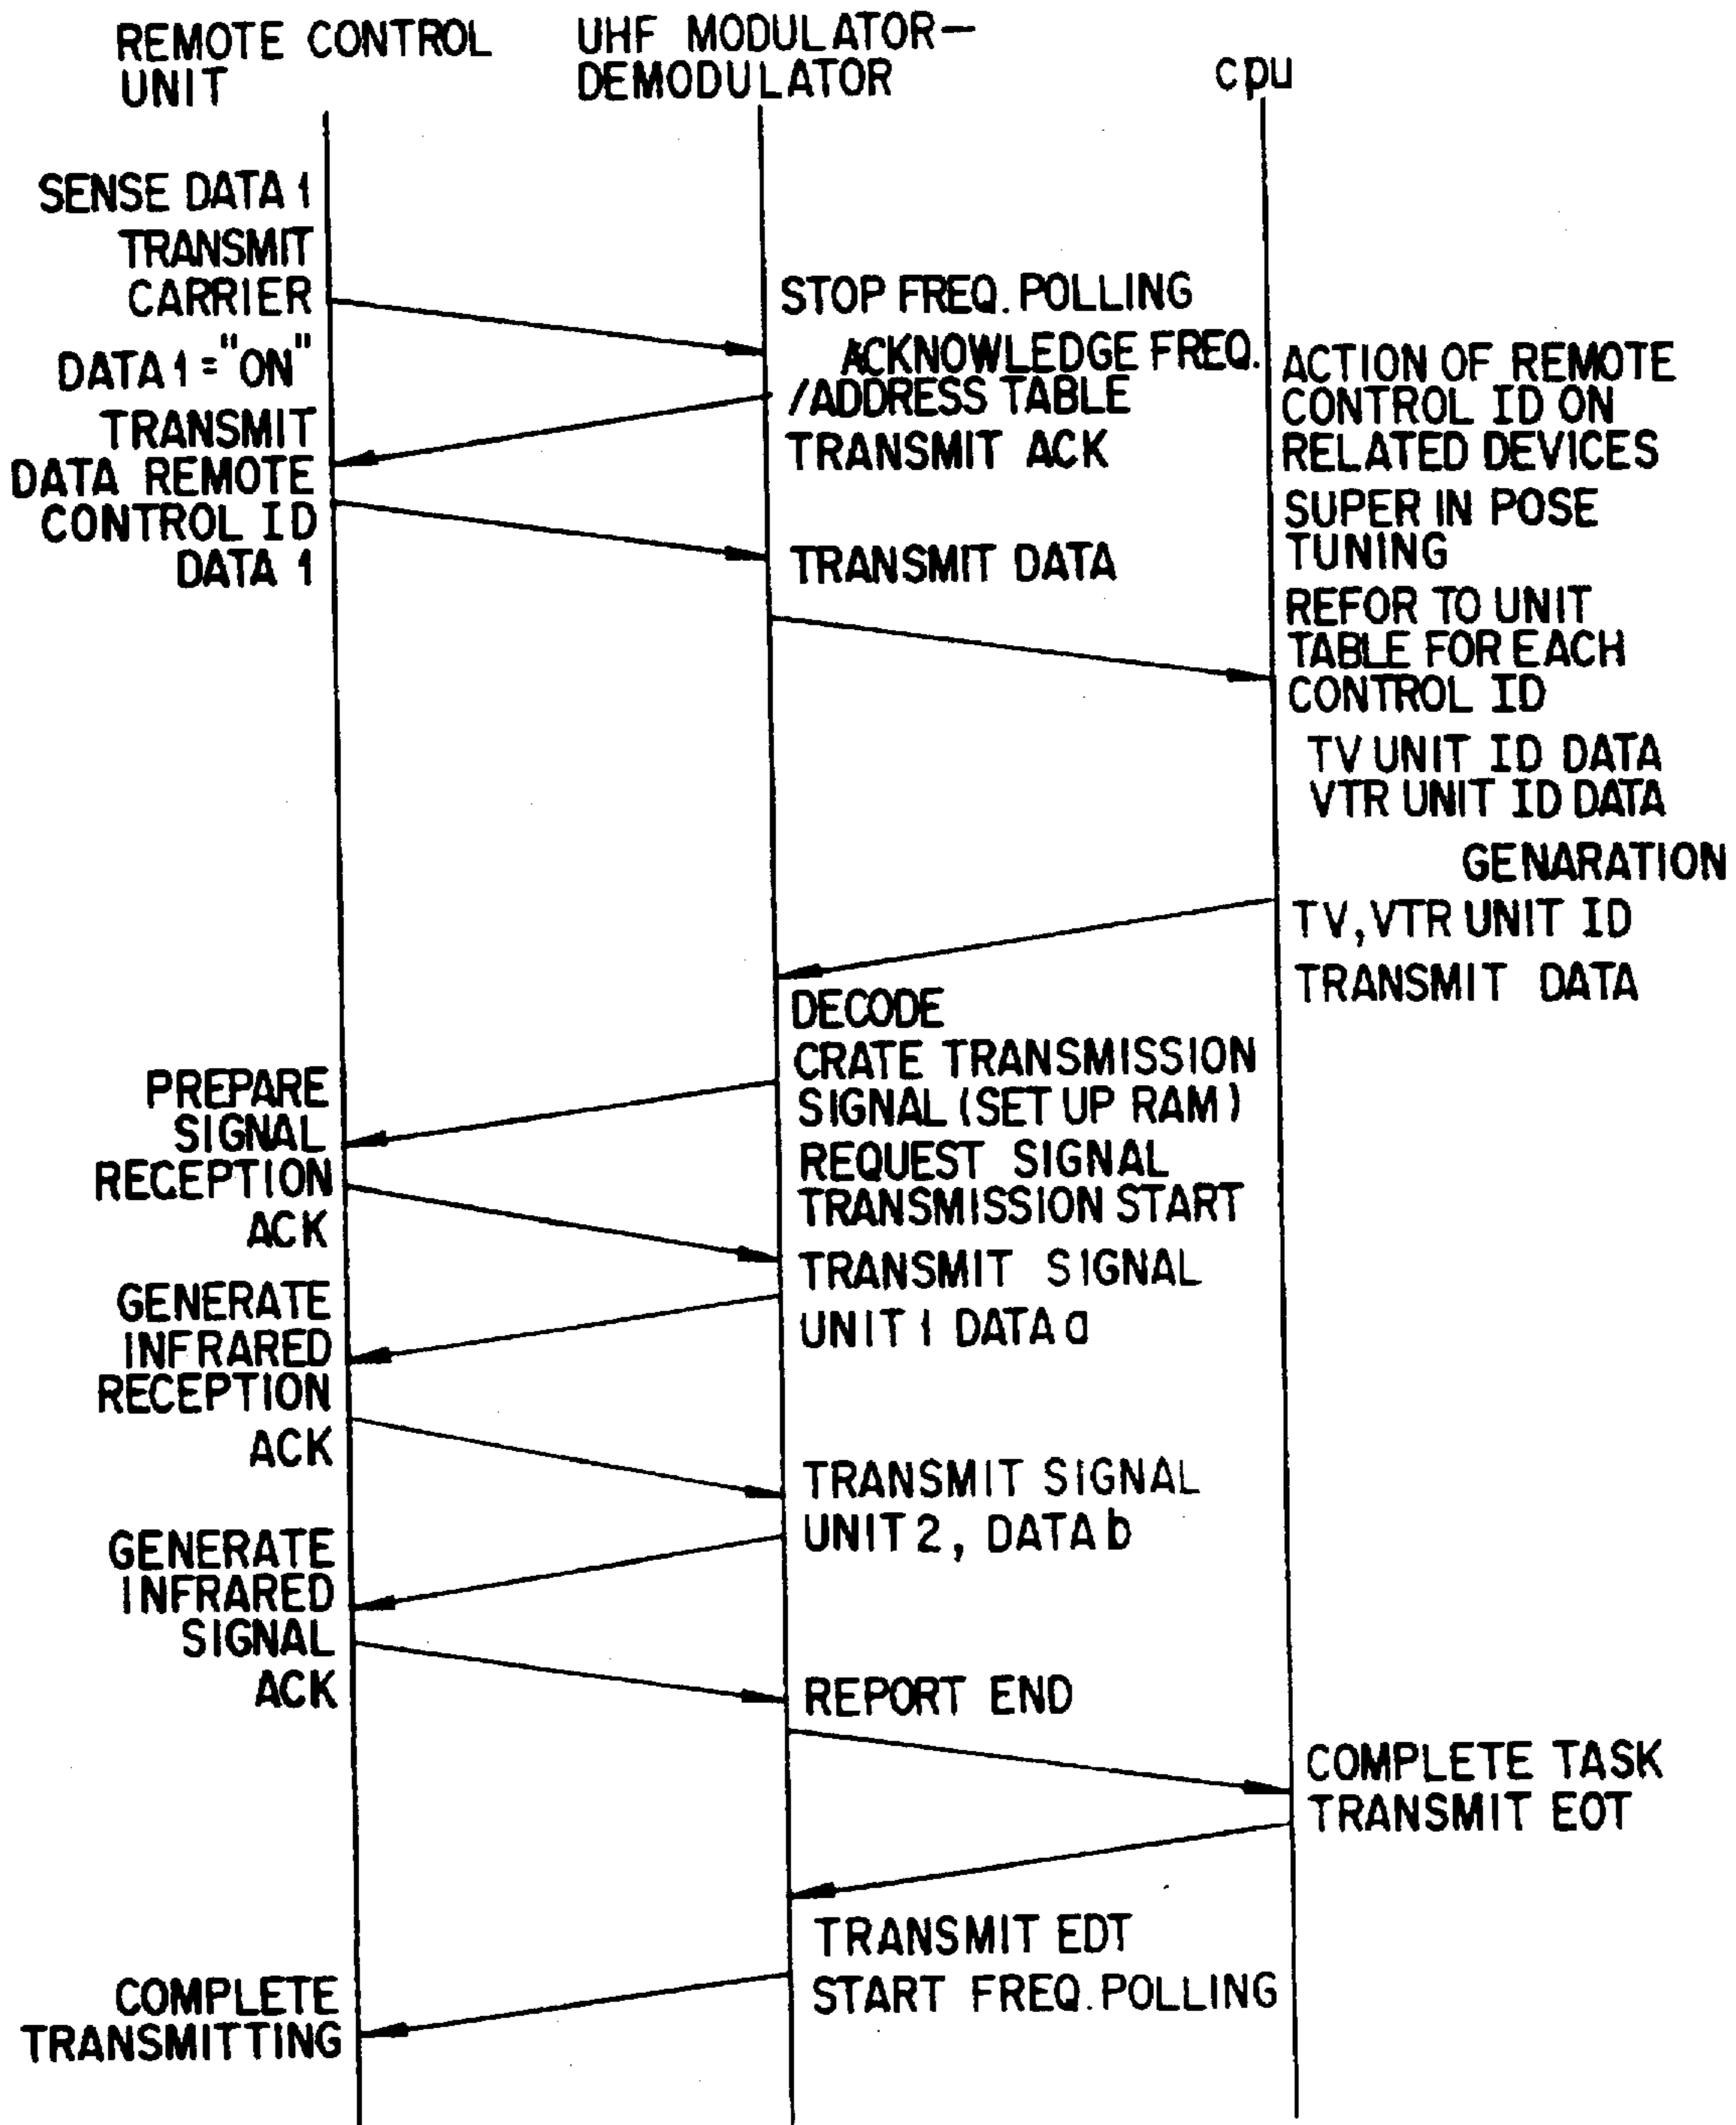 REMOTE CONTROL
UNIT
UHF MODULATOR—
DEMODULATOR
cpu
SENSE DATA 1
TRANSMIT
CARRIER
DATA 1 = "ON"
TRANSMIT
DATA REMOTE
CONTROL ID
DATA 1
STOP FREQ. POLLING
ACKNOWLEDGE FREQ.
/ADDRESS TABLE
TRANSMIT ACK
TRANSMIT DATA
ACTION OF REMOTE
CONTROL ID ON
RELATED DEVICES
SUPER IN POSE
TUNING
REFOR TO UNIT
TABLE FOR EACH
CONTROL ID
TV UNIT ID DATA
VTR UNIT ID DATA
GENARATION
TV, VTR UNIT ID
TRANSMIT DATA
DECODE
CRATE TRANSMISSION
SIGNAL (SET UP RAM)
REQUEST SIGNAL
TRANSMISSION START
PREPARE
SIGNAL
RECEPTION
ACK
TRANSMIT SIGNAL
UNIT 1 DATA a
GENERATE
INFRARED
RECEPTION
ACK
TRANSMIT SIGNAL
UNIT 2, DATA b
GENERATE
INFRARED
SIGNAL
ACK
REPORT END
COMPLETE TASK
TRANSMIT EOT
TRANSMIT EDT
START FREQ. POLLING
COMPLETE
TRANSMITTING